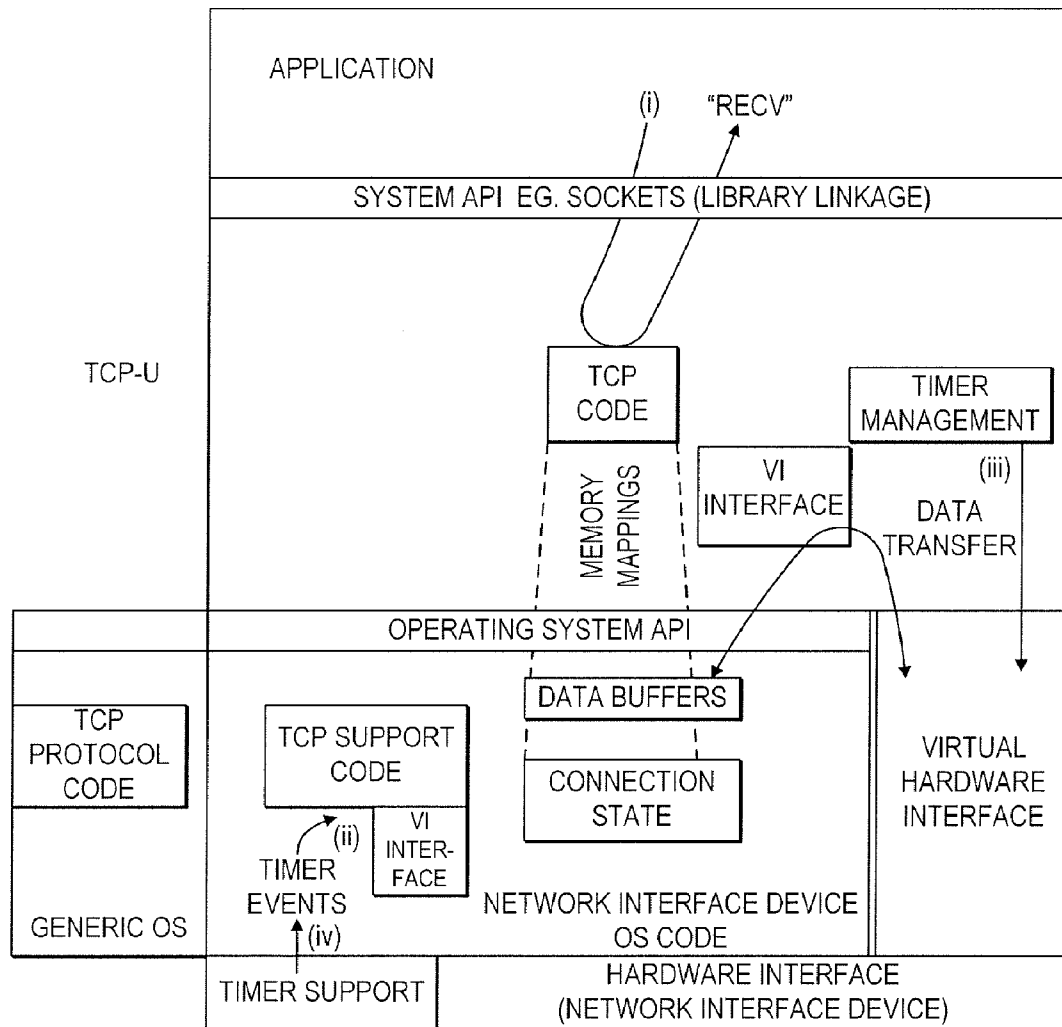 APPLICATION
(i)
"RECV"
SYSTEM API EG. SOCKETS (LIBRARY LINKAGE)
TCP-U
TCP
CODE
TIMER
MANAGEMENT
(iii)
VI
INTERFACE
DATA
TRANSFER
MEMORY
MAPPINGS
OPERATING SYSTEM API
DATA BUFFERS
TCP
PROTOCOL
CODE
TCP SUPPORT
CODE
CONNECTION
STATE
VIRTUAL
HARDWARE
INTERFACE
(ii)
VI
INTER-
FACE
TIMER
EVENTS
(iv)
GENERIC OS
NETWORK INTERFACE DEVICE
OS CODE
TIMER SUPPORT
HARDWARE INTERFACE
(NETWORK INTERFACE DEVICE)